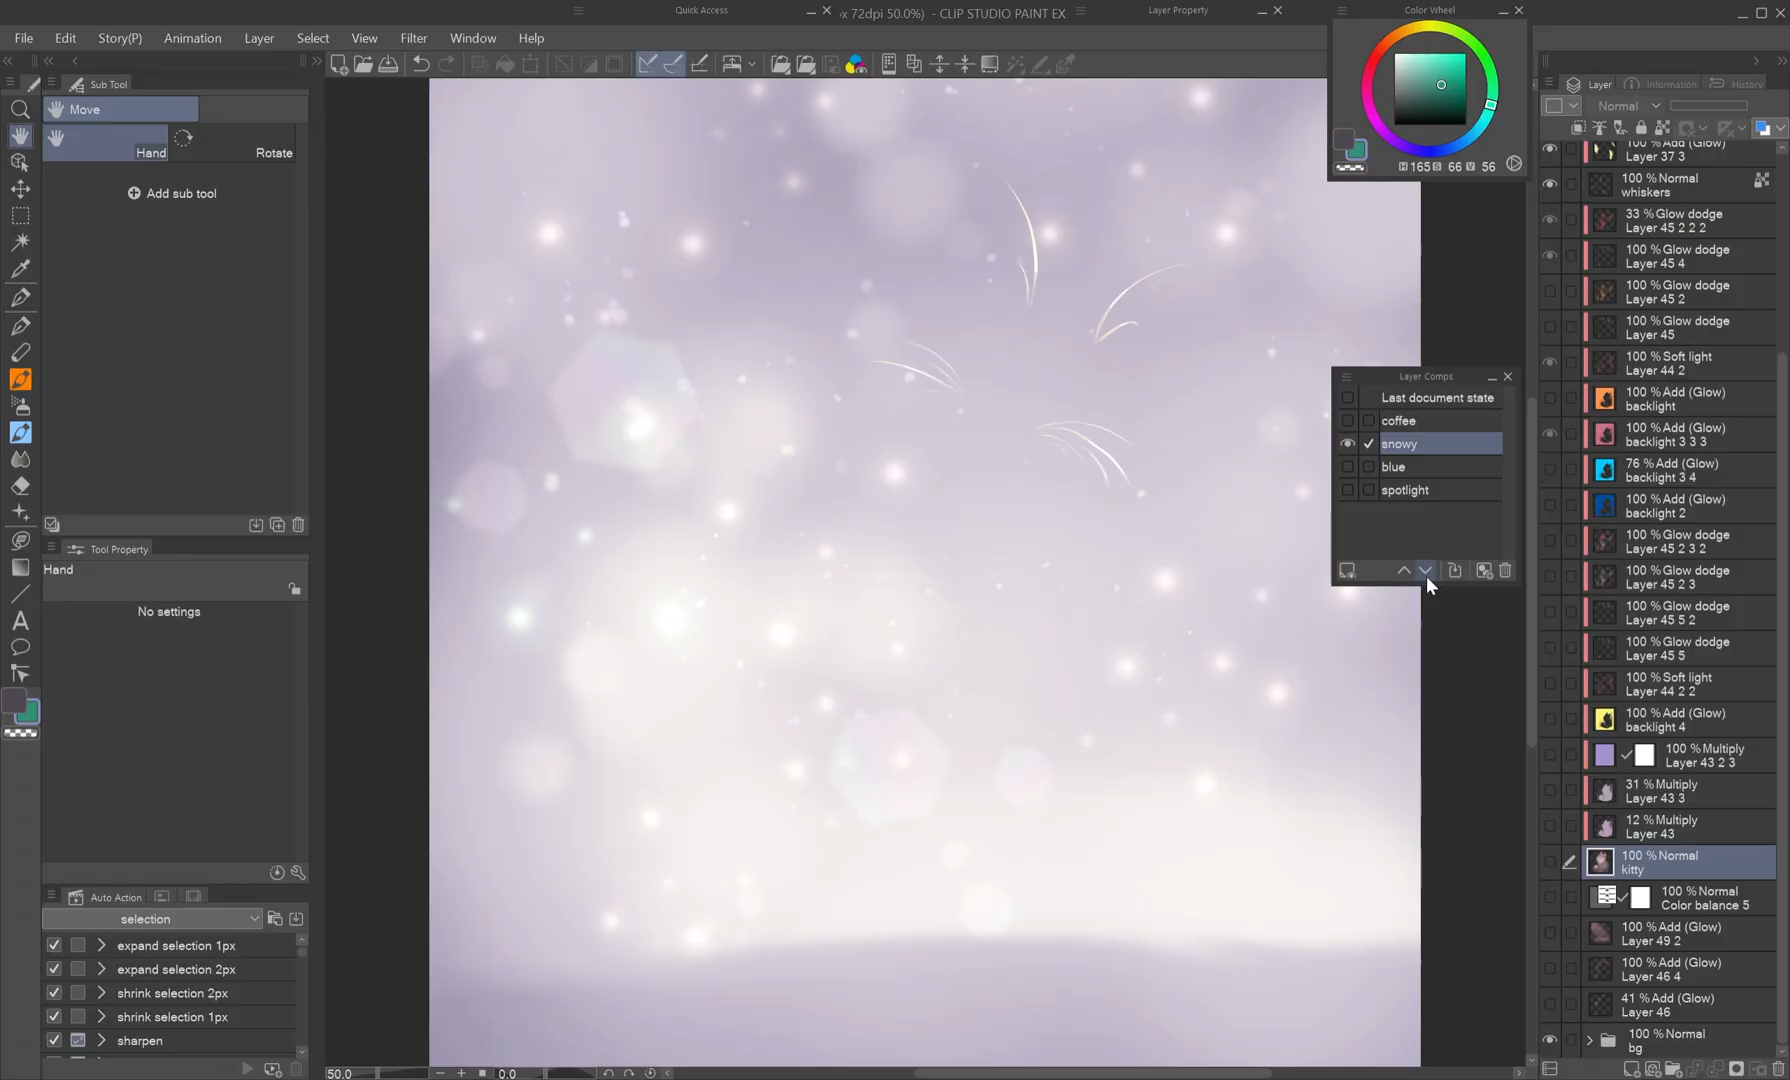 Quick Access
x 72dpi 50.0%) - CLIP STUDIO PAINT EX
Layer Property
Color Wheel
File Edit Story(P) Animation Layer Select View Filter Window Help
Sub Tool
Move
Hand
Rotate
Add sub tool
Tool Property
Hand
No settings
Auto Action
selection
expand selection 1px
expand selection 2px
shrink selection 2px
shrink selection 1px
sharpen
50.0
0.0
H 165 S 66 V 56
Layer Comps
Last document state
coffee
snowy
blue
spotlight
Layer Information History
Normal
100 % Add (Glow)
Layer 37 3
100 % Normal
whiskers
33 % Glow dodge
Layer 45 2 2 2
100 % Glow dodge
Layer 45 4
100 % Glow dodge
Layer 45 2
100 % Glow dodge
Layer 45
100 % Soft light
Layer 44 2
100 % Add (Glow)
backlight
100 % Add (Glow)
backlight 3 3 3
76 % Add (Glow)
backlight 3 4
100 % Add (Glow)
backlight 2
100 % Glow dodge
Layer 45 2 3 2
100 % Glow dodge
Layer 45 2 3
100 % Glow dodge
Layer 45 5 2
100 % Glow dodge
Layer 45 5
100 % Soft light
Layer 44 2 2
100 % Add (Glow)
backlight 4
100 % Multiply
Layer 43 2 3
31 % Multiply
Layer 43 3
12 % Multiply
Layer 43
100 % Normal
kitty
100 % Normal
Color balance 5
100 % Add (Glow)
Layer 49 2
100 % Add (Glow)
Layer 46 4
41 % Add (Glow)
Layer 46
100 % Normal
bg